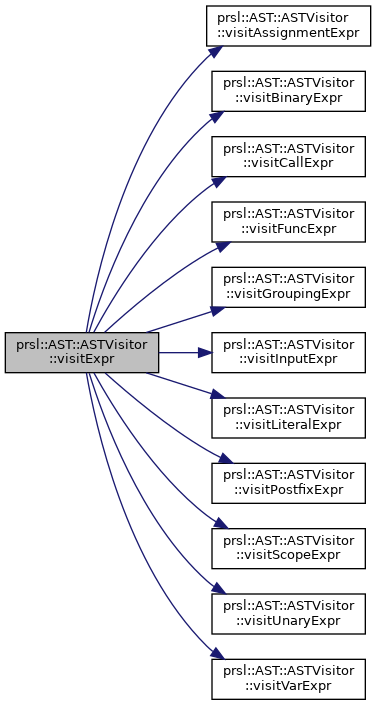 prsl::AST::ASTVisitor
::visitAssignmentExpr
prsl::AST::ASTVisitor
::visitBinaryExpr
prsl::AST::ASTVisitor
::visitCallExpr
prsl::AST::ASTVisitor
::visitFuncExpr
prsl::AST::ASTVisitor
::visitGroupingExpr
prsl::AST::ASTVisitor
::visitExpr
prsl::AST::ASTVisitor
::visitInputExpr
prsl::AST::ASTVisitor
::visitLiteralExpr
prsl::AST::ASTVisitor
::visitPostfixExpr
prsl::AST::ASTVisitor
::visitScopeExpr
prsl::AST::ASTVisitor
::visitUnaryExpr
prsl::AST::ASTVisitor
::visitVarExpr